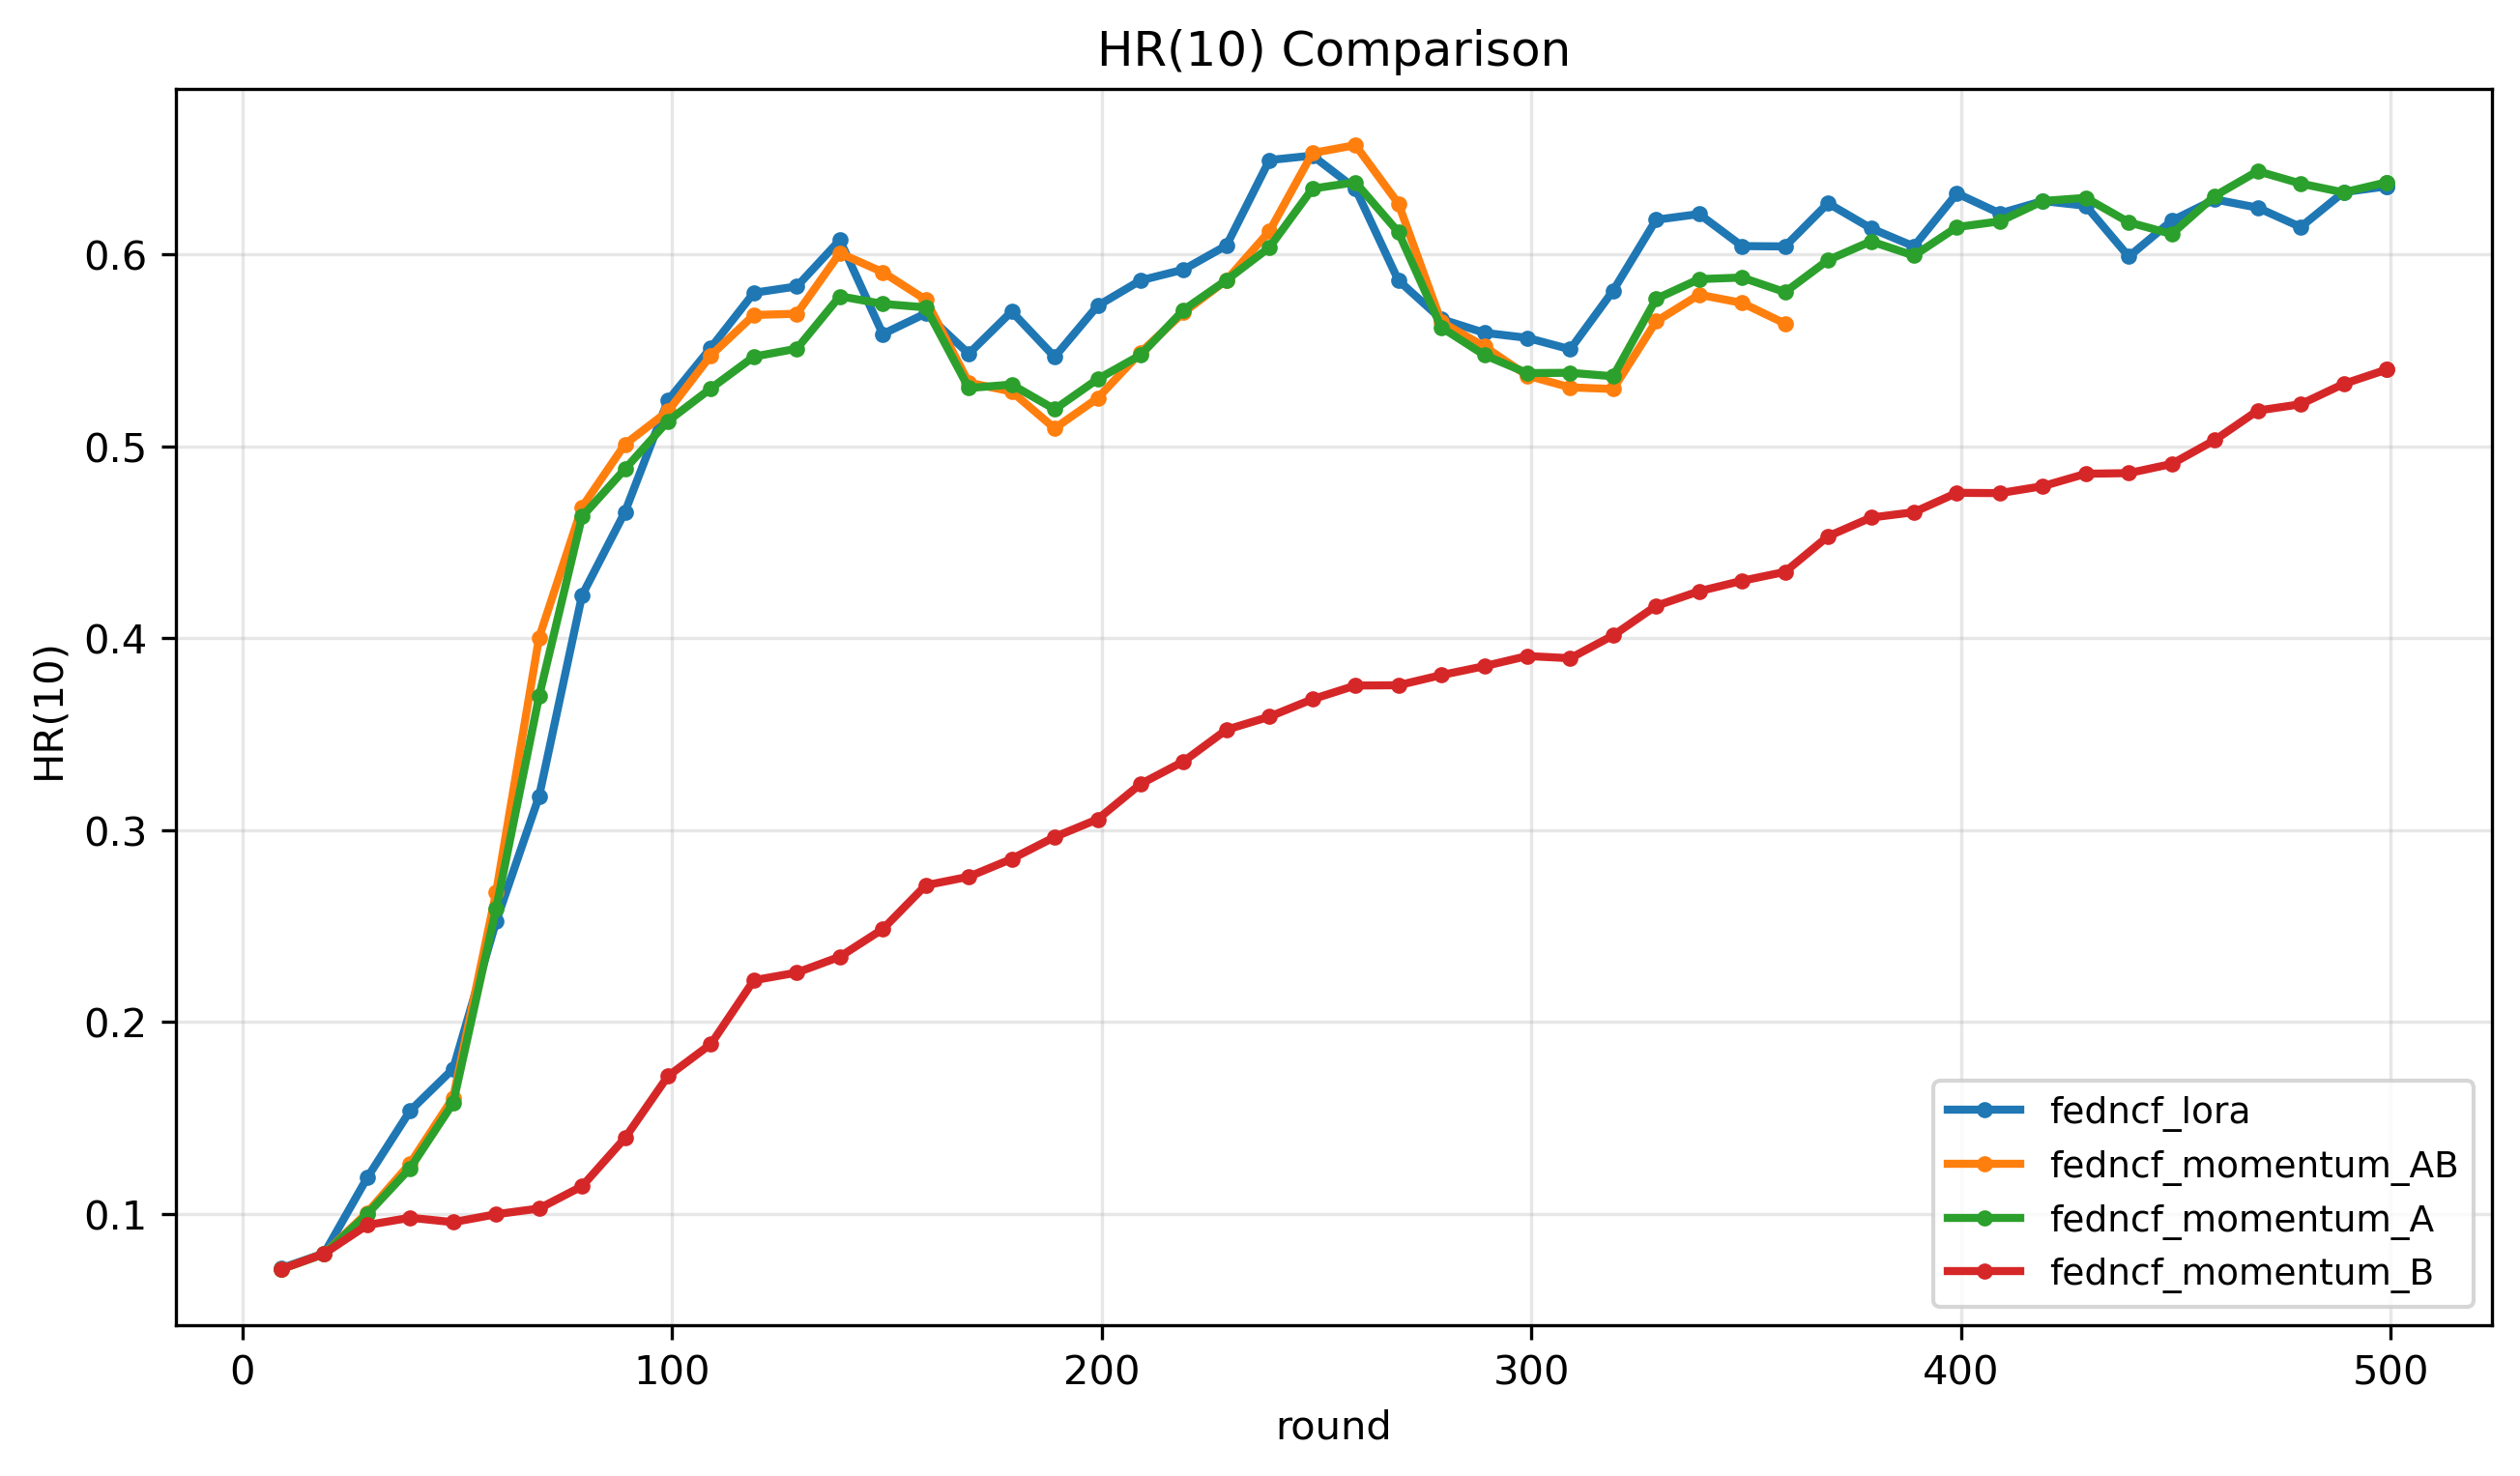 HR(10) Comparison
HR(10)
0.6
0.5
0.4
0.3
0.2
0.1
0 100 200 300 400 500
round
fedncf_lora
fedncf_momentum_AB
fedncf_momentum_A
fedncf_momentum_B